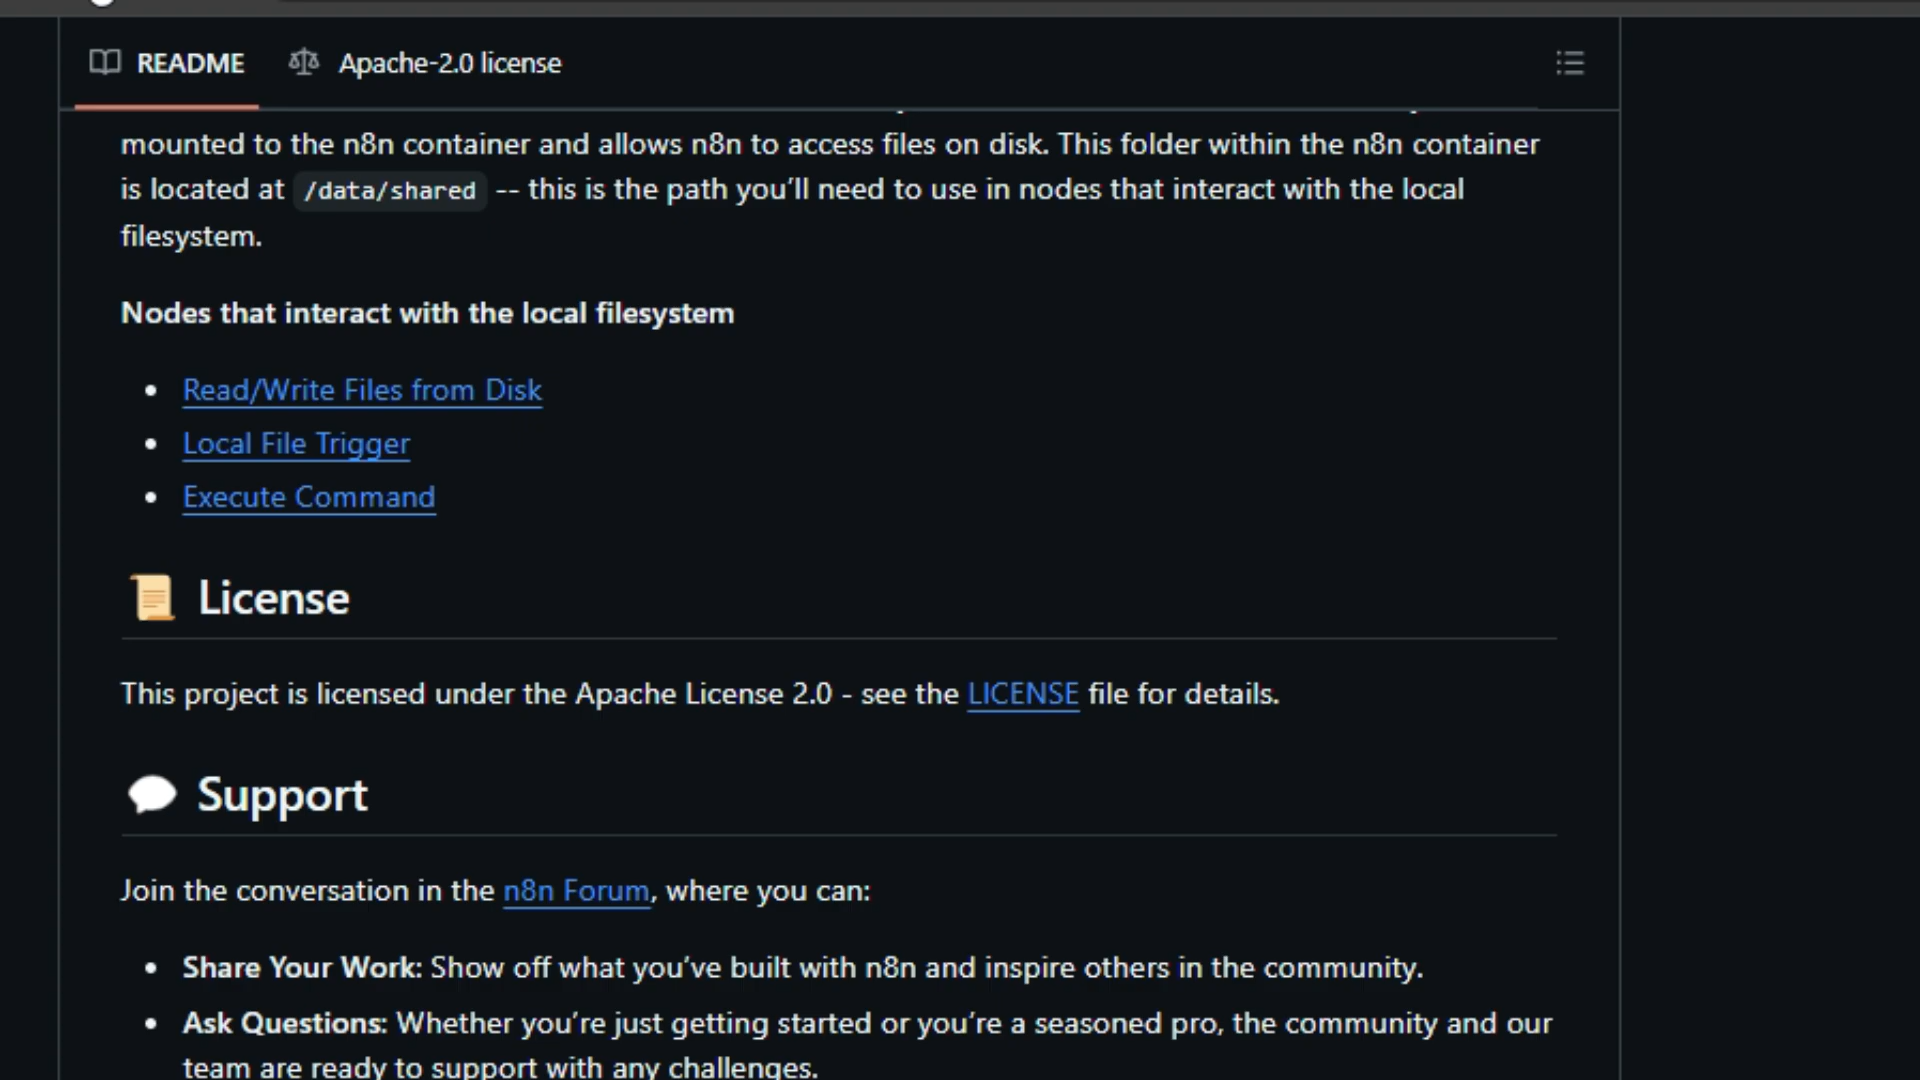 README Apache-2.0 license
mounted to the n8n container and allows n8n to access files on disk. This folder within the n8n container
is located at /data/shared -- this is the path you’ll need to use in nodes that interact with the local
filesystem.
Nodes that interact with the local filesystem
• Read/Write Files from Disk
• Local File Trigger
• Execute Command
📜 License
This project is licensed under the Apache License 2.0 - see the LICENSE file for details.
💬 Support
Join the conversation in the n8n Forum, where you can:
• Share Your Work: Show off what you’ve built with n8n and inspire others in the community.
• Ask Questions: Whether you’re just getting started or you’re a seasoned pro, the community and our
team are ready to support with any challenges.